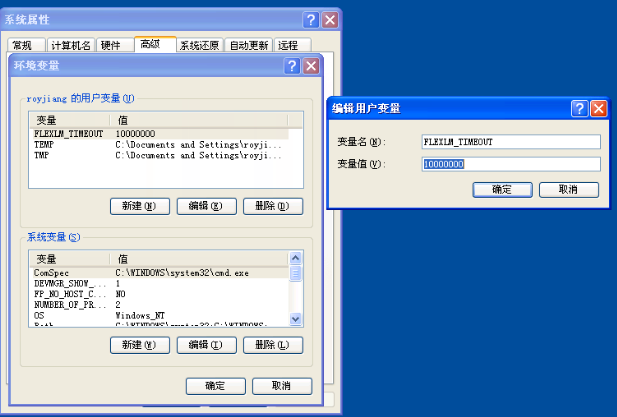 系统属性
常规 计算机名 硬件 高级 系统还原 自动更新 远程
环境变量
royjiang 的用户变量(U)
变量 值
FLEXLM_TIMEOUT 10000000
TEMP C:\Documents and Settings\royji...
TMP C:\Documents and Settings\royji...
新建(N) 编辑(E) 删除(D)
系统变量(S)
变量 值
ComSpec C:\WINDOWS\system32\cmd.exe
DEVMGR_SHOW_... 1
FP_NO_HOST_C... NO
NUMBER_OF_PR... 2
OS Windows_NT
新建(W) 编辑(I) 删除(L)
确定 取消
编辑用户变量
变量名(N): FLEXLM_TIMEOUT
变量值(V): 10000000
确定 取消